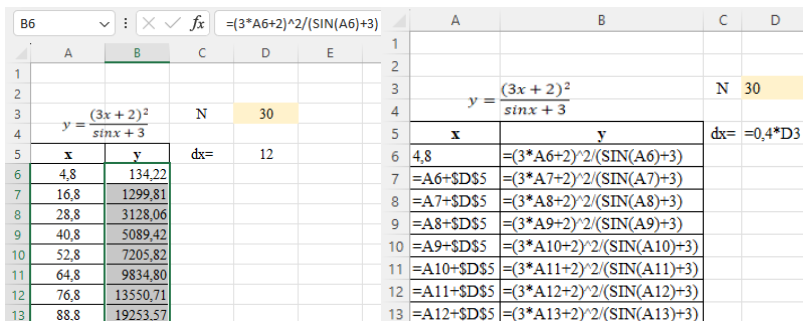 B6 fx =(3*A6+2)^2/(SIN(A6)+3)
A B C D E
1
2
3 y = (3x + 2)² / sinx + 3 N 30
4
5 x y dx= 12
6 4,8 134,22
7 16,8 1299,81
8 28,8 3128,06
9 40,8 5089,42
10 52,8 7205,82
11 64,8 9834,80
12 76,8 13550,71
13 88,8 19253,57
A B C D
1
2
3 y = (3x + 2)² / sinx + 3 N 30
4
5 x y dx= =0,4*D3
6 4,8 =(3*A6+2)^2/(SIN(A6)+3)
7 =A6+$D$5 =(3*A7+2)^2/(SIN(A7)+3)
8 =A7+$D$5 =(3*A8+2)^2/(SIN(A8)+3)
9 =A8+$D$5 =(3*A9+2)^2/(SIN(A9)+3)
10 =A9+$D$5 =(3*A10+2)^2/(SIN(A10)+3)
11 =A10+$D$5 =(3*A11+2)^2/(SIN(A11)+3)
12 =A11+$D$5 =(3*A12+2)^2/(SIN(A12)+3)
13 =A12+$D$5 =(3*A13+2)^2/(SIN(A13)+3)